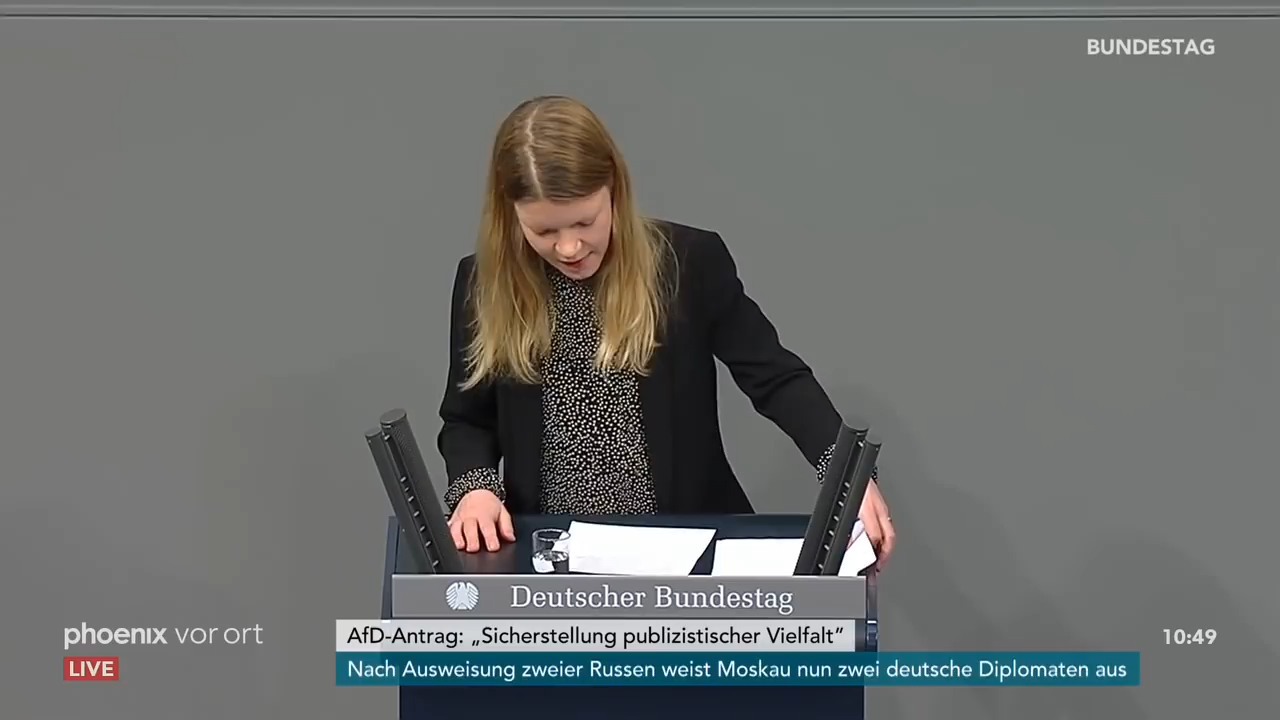 BUNDESTAG
Deutscher Bundestag
phoenix vor ort
LIVE
AfD-Antrag: „Sicherstellung publizistischer Vielfalt“
10:49
Nach Ausweisung zweier Russen weist Moskau nun zwei deutsche Diplomaten aus